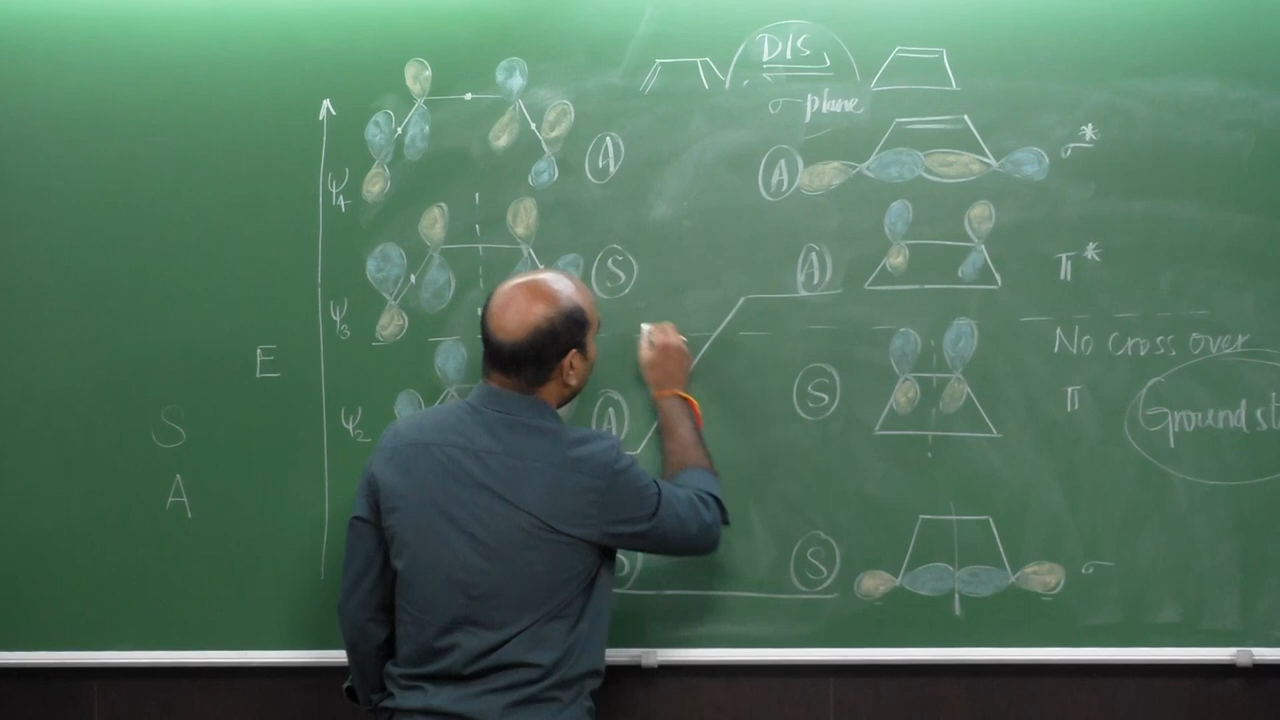 DIS
σ plane
A
A
σ*
ψ4
S
A
π*
ψ3
No cross over
E
S
π
Ground st
ψ2
A
S
A
S
S
σ